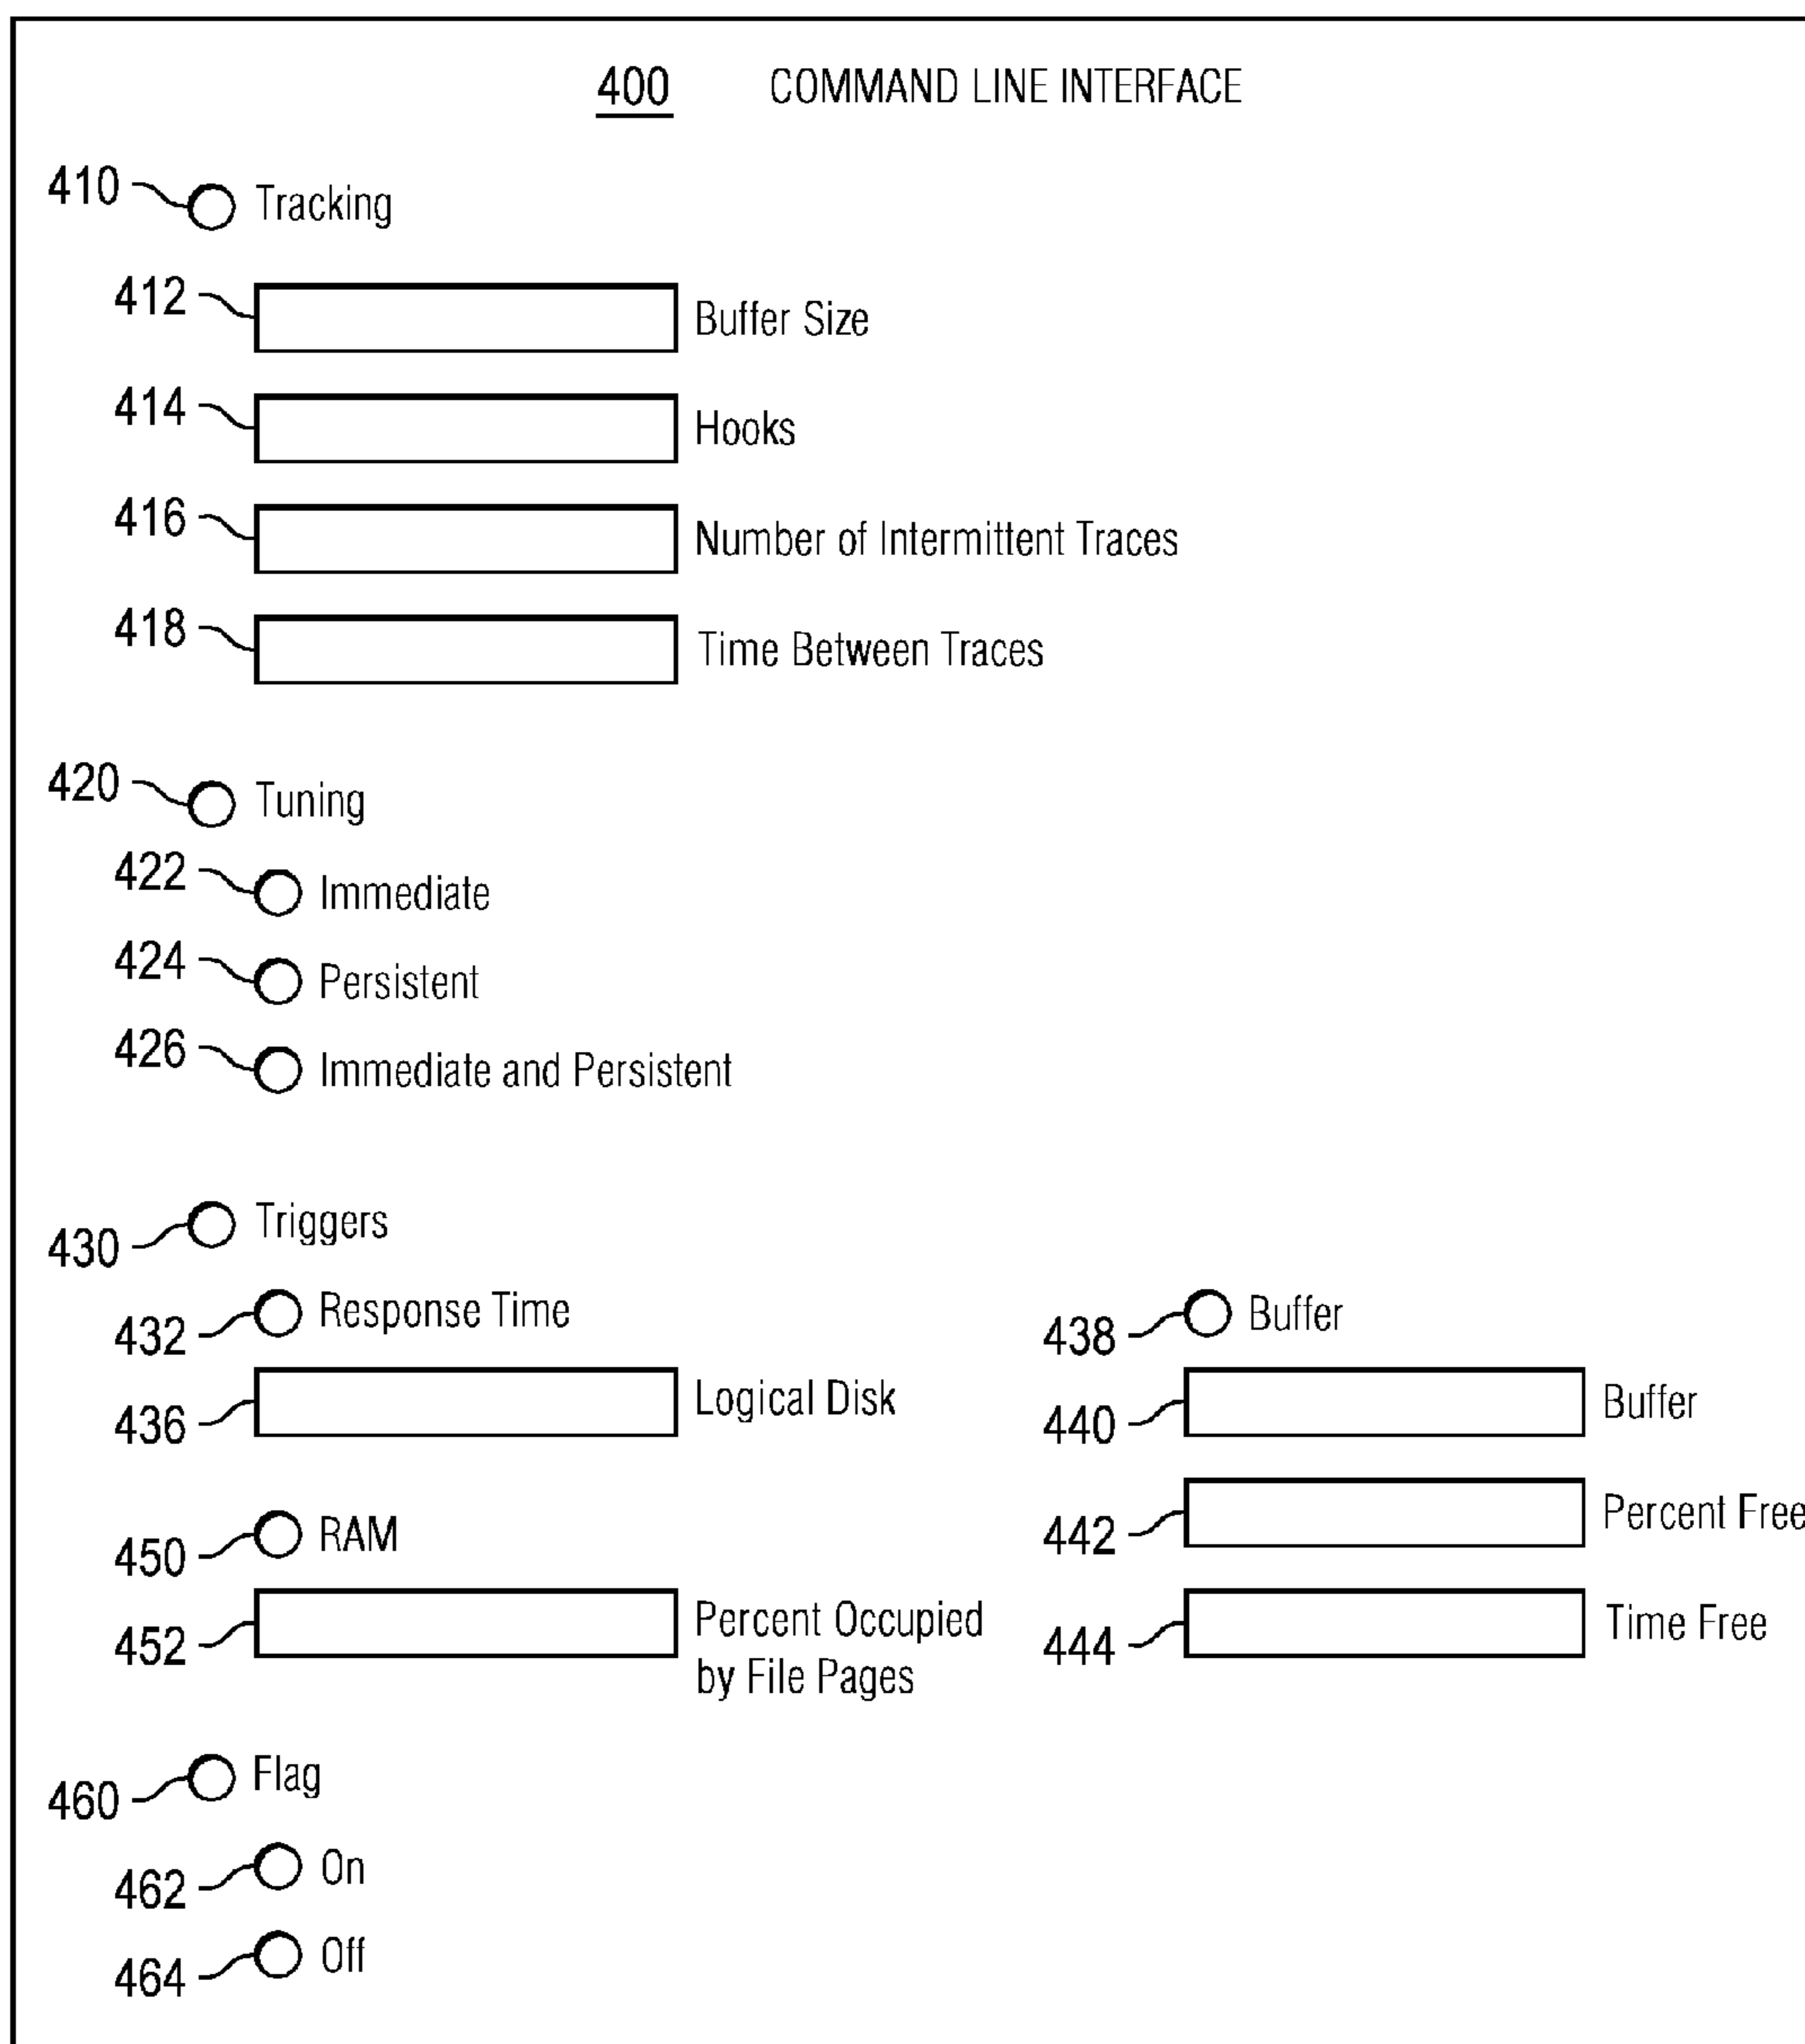 400 COMMAND LINE INTERFACE
410 Tracking
412 Buffer Size
414 Hooks
416 Number of Intermittent Traces
418 Time Between Traces
420 Tuning
422 Immediate
424 Persistent
426 Immediate and Persistent
430 Triggers
432 Response Time
436 Logical Disk
450 RAM
452 Percent Occupied
by File Pages
438 Buffer
440 Buffer
442 Percent Free
444 Time Free
460 Flag
462 On
464 Off